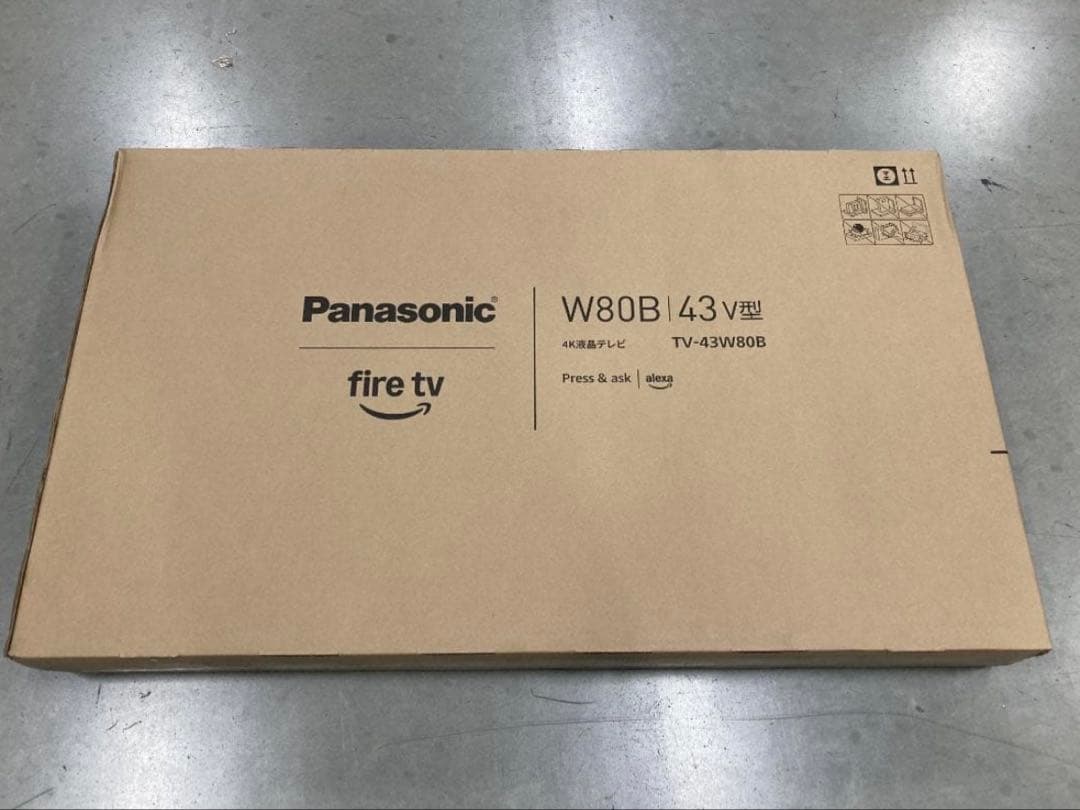 Panasonic®
fire tv
W80B | 43V型
4K液晶テレビ TV-43W80B
Press & ask | alexa